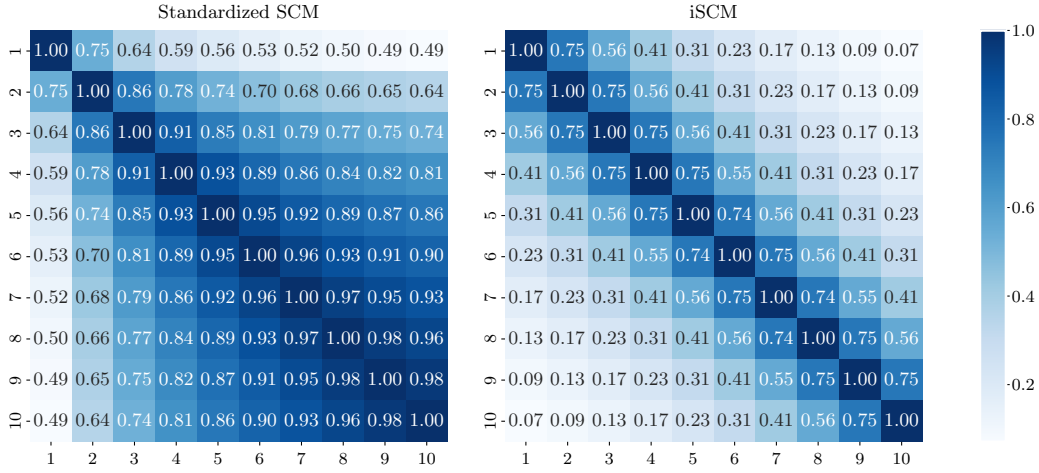 Standardized SCM
1 1.00 0.75 0.64 0.59 0.56 0.53 0.52 0.50 0.49 0.49
2 0.75 1.00 0.86 0.78 0.74 0.70 0.68 0.66 0.65 0.64
3 0.64 0.86 1.00 0.91 0.85 0.81 0.79 0.77 0.75 0.74
4 0.59 0.78 0.91 1.00 0.93 0.89 0.86 0.84 0.82 0.81
5 0.56 0.74 0.85 0.93 1.00 0.95 0.92 0.89 0.87 0.86
6 0.53 0.70 0.81 0.89 0.95 1.00 0.96 0.93 0.91 0.90
7 0.52 0.68 0.79 0.86 0.92 0.96 1.00 0.97 0.95 0.93
8 0.50 0.66 0.77 0.84 0.89 0.93 0.97 1.00 0.98 0.96
9 0.49 0.65 0.75 0.82 0.87 0.91 0.95 0.98 1.00 0.98
10 0.49 0.64 0.74 0.81 0.86 0.90 0.93 0.96 0.98 1.00
1 2 3 4 5 6 7 8 9 10
iSCM
1 1.00 0.75 0.56 0.41 0.31 0.23 0.17 0.13 0.09 0.07
2 0.75 1.00 0.75 0.56 0.41 0.31 0.23 0.17 0.13 0.09
3 0.56 0.75 1.00 0.75 0.56 0.41 0.31 0.23 0.17 0.13
4 0.41 0.56 0.75 1.00 0.75 0.55 0.41 0.31 0.23 0.17
5 0.31 0.41 0.56 0.75 1.00 0.74 0.56 0.41 0.31 0.23
6 0.23 0.31 0.41 0.55 0.74 1.00 0.75 0.56 0.41 0.31
7 0.17 0.23 0.31 0.41 0.56 0.75 1.00 0.74 0.55 0.41
8 0.13 0.17 0.23 0.31 0.41 0.56 0.74 1.00 0.75 0.56
9 0.09 0.13 0.17 0.23 0.31 0.41 0.55 0.75 1.00 0.75
10 0.07 0.09 0.13 0.17 0.23 0.31 0.41 0.56 0.75 1.00
1 2 3 4 5 6 7 8 9 10
1.0
0.8
0.6
0.4
0.2